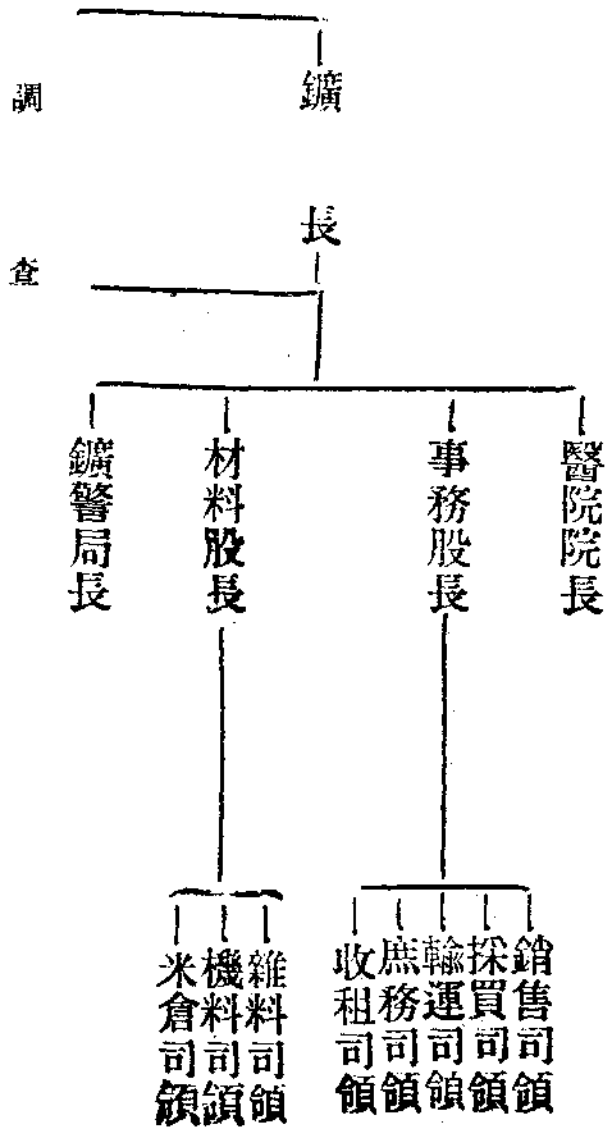 鑛長
醫院院長
事務股長
材料股長
鑛警局長
銷售司領
採買司領
輸運司領
庶務司領
收租司領
雜料司領
機料司領
米倉司領
調查